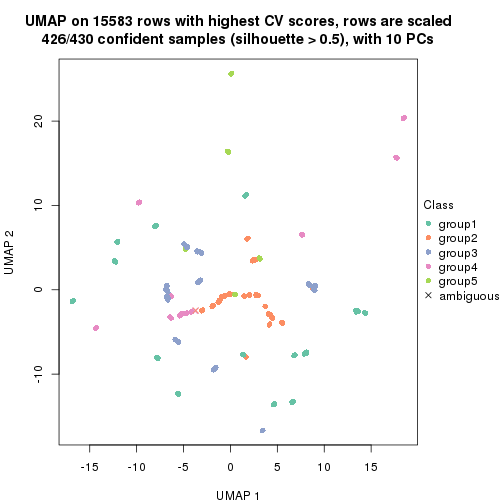 UMAP on 15583 rows with highest CV scores, rows are scaled
426/430 confident samples (silhouette > 0.5), with 10 PCs
20
10
0
-10
UMAP 2
-15
-10
-5
0
5
10
15
UMAP 1
Class
group1
group2
group3
group4
group5
ambiguous